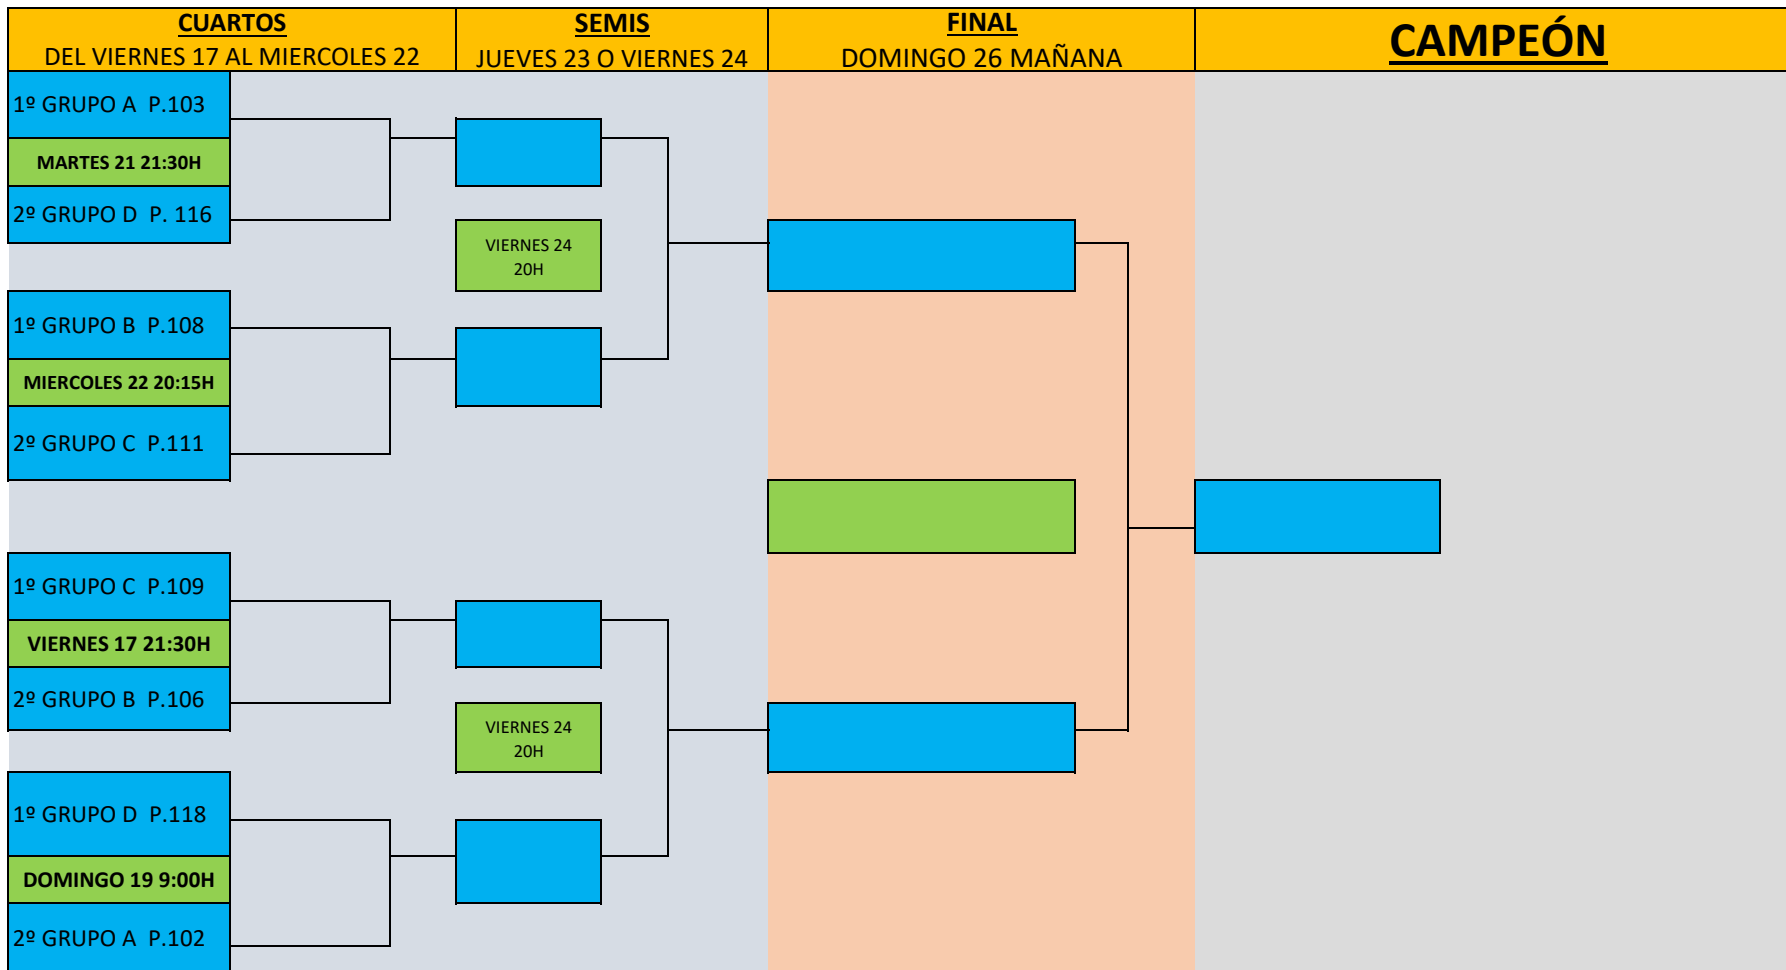 CUARTOS
DEL VIERNES 17 AL MIERCOLES 22
SEMIS
JUEVES 23 O VIERNES 24
FINAL
DOMINGO 26 MAÑANA
CAMPEÓN
1º GRUPO A P.103
MARTES 21 21:30H
2º GRUPO D P. 116
VIERNES 24
20H
1º GRUPO B P.108
MIERCOLES 22 20:15H
2º GRUPO C P.111
1º GRUPO C P.109
VIERNES 17 21:30H
2º GRUPO B P.106
VIERNES 24
20H
1º GRUPO D P.118
DOMINGO 19 9:00H
2º GRUPO A P.102